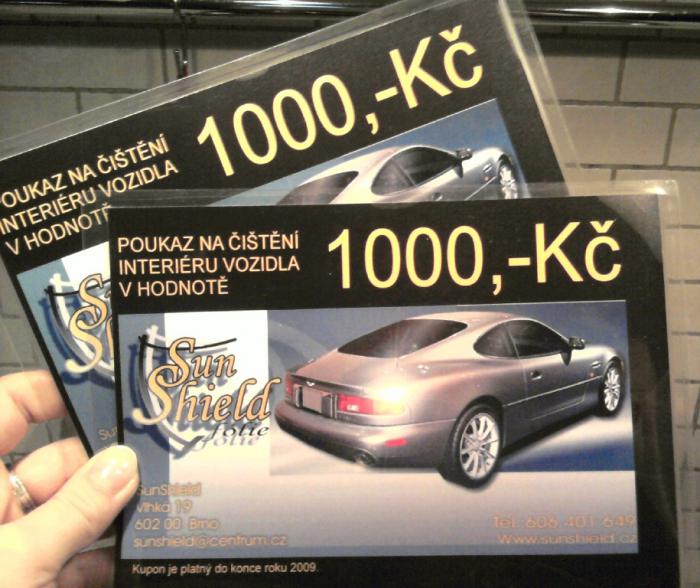 POUKAZ NA ČIŠTĚNÍ
INTERIÉRU VOZIDLA
V HODNOTĚ
1000,-Kč
POUKAZ NA ČIŠTĚNÍ
INTERIÉRU VOZIDLA
V HODNOTĚ
1000,-Kč
Sun
Shield
fólie
SunShield
Vlhká 19
602 00 Brno
sunshield@centrum.cz
Tel: 606 401 649
Www.sunshield.cz
Kupon je platný do konce roku 2009.